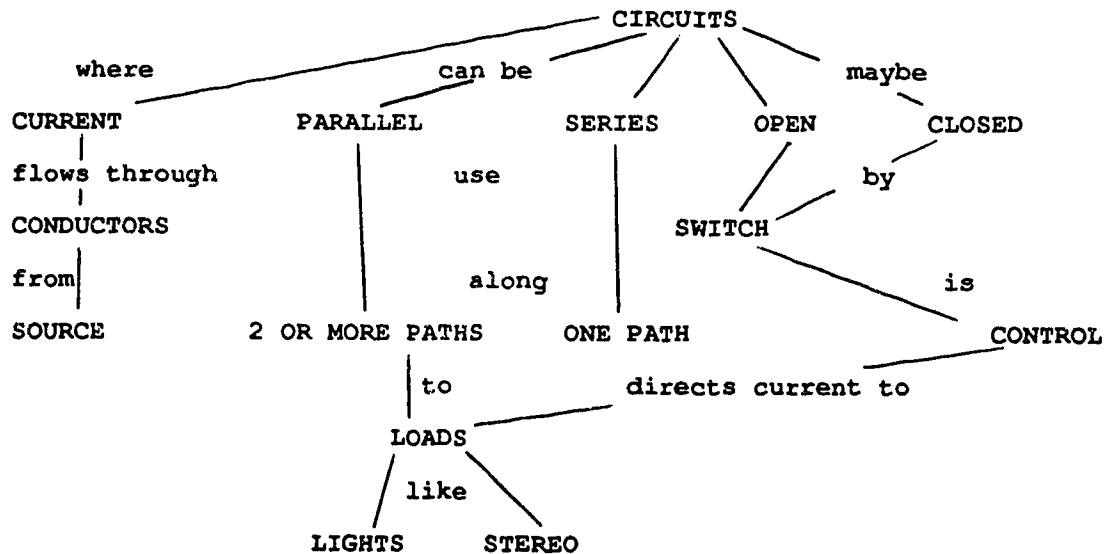 CIRCUITS
where can be maybe
CURRENT PARALLEL SERIES OPEN CLOSED
flows through use by
CONDUCTORS SWITCH
from along is
SOURCE 2 OR MORE PATHS ONE PATH CONTROL
to directs current to
LOADS
like
LIGHTS STEREO